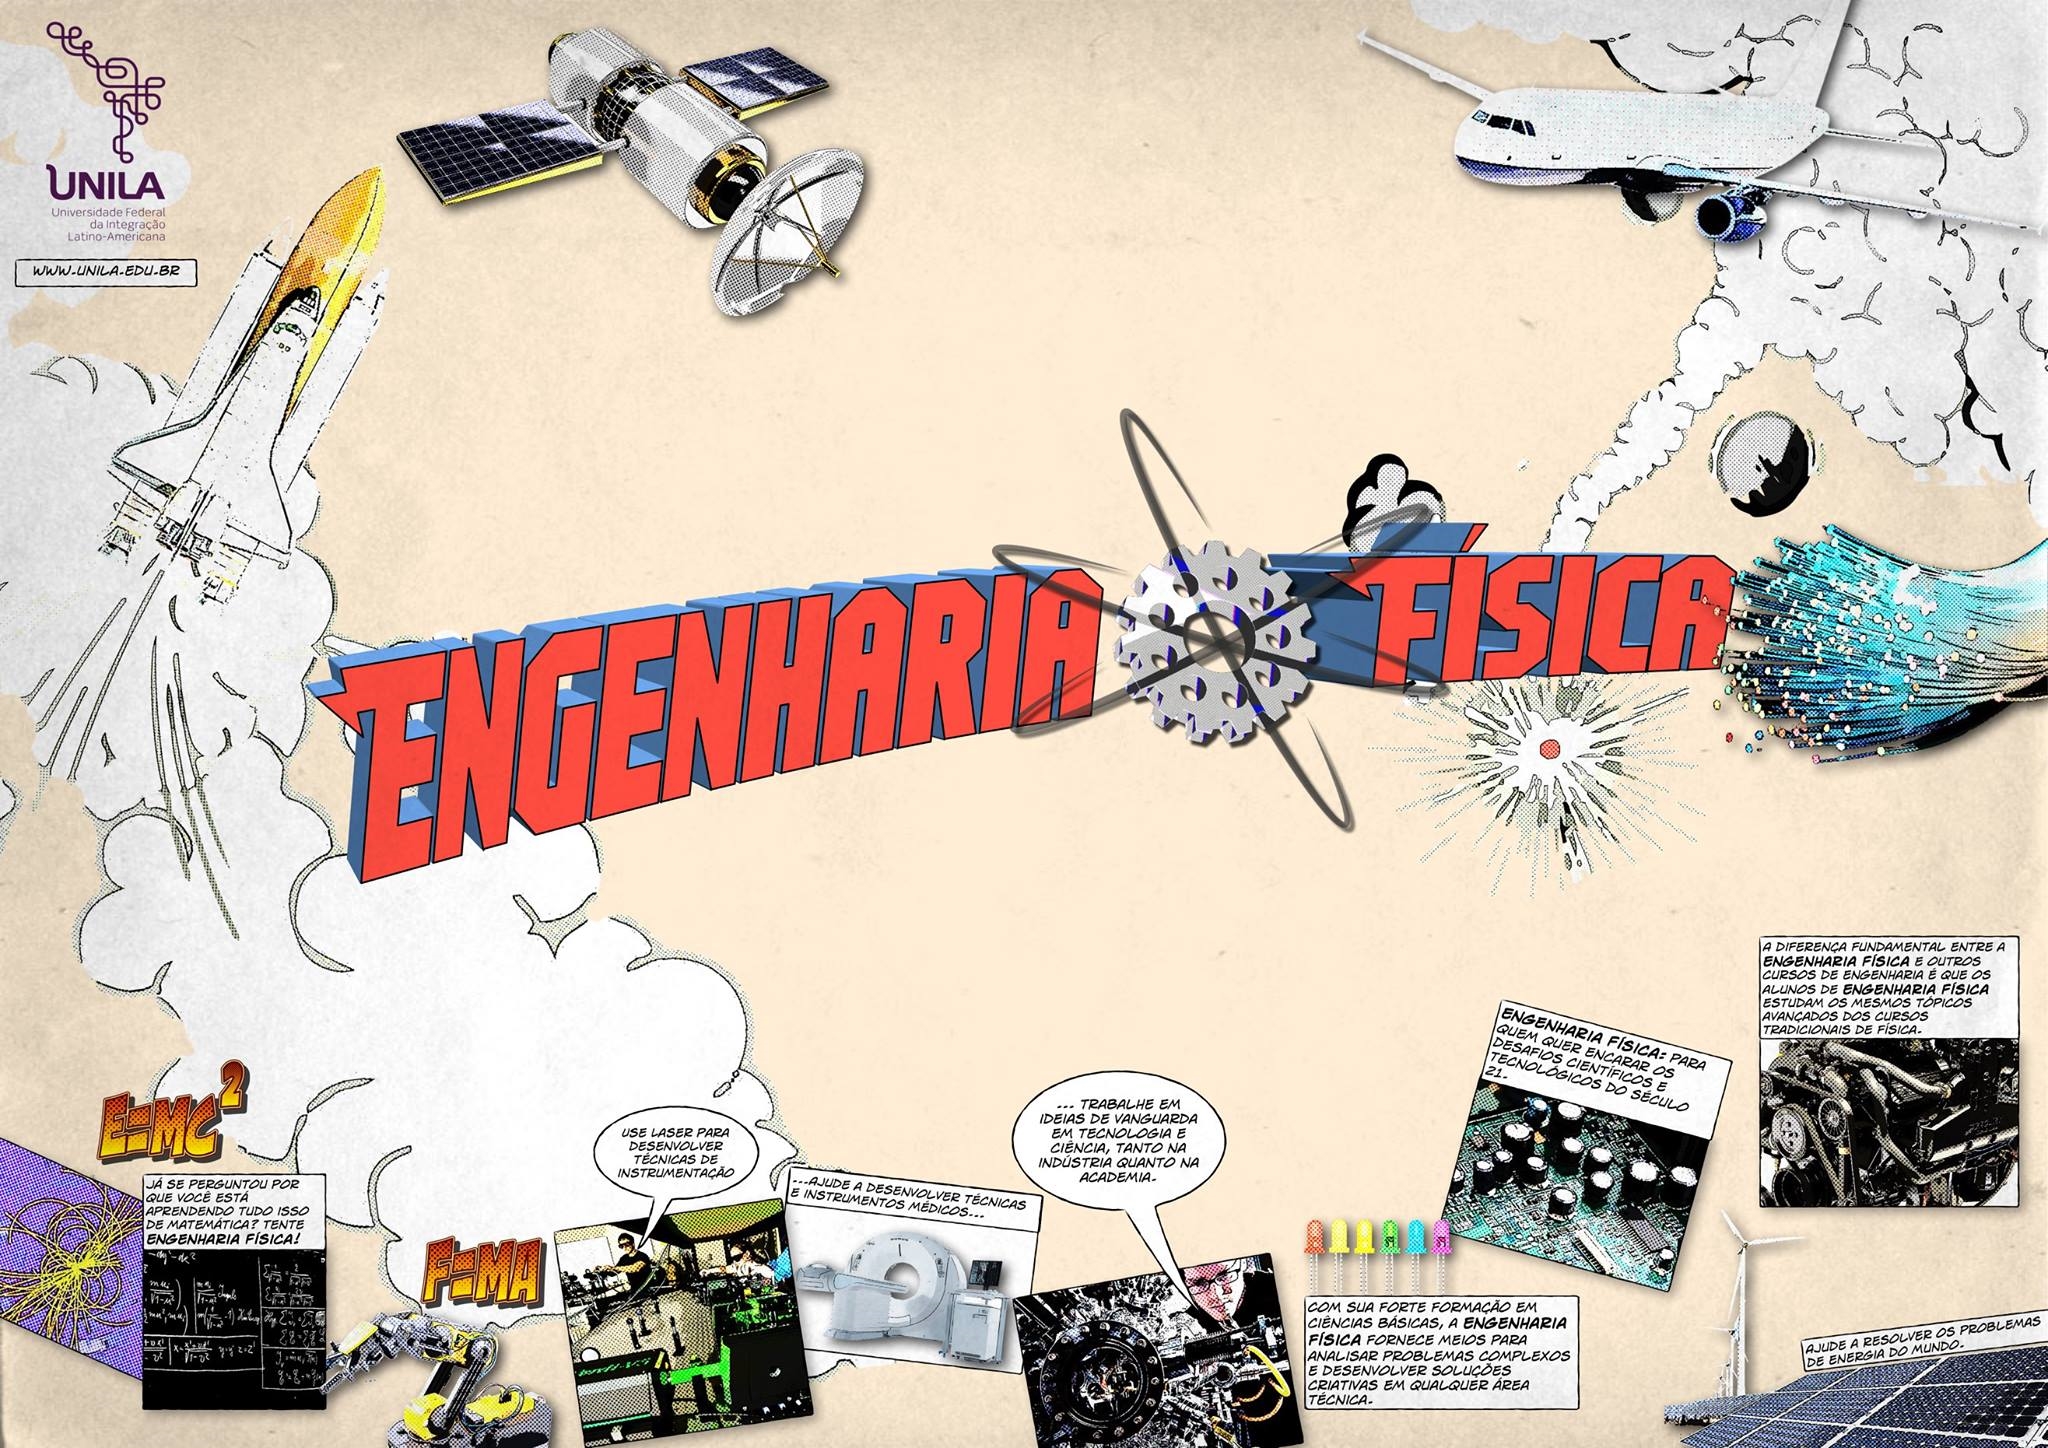 UNILA
Universidade Federal
da Integração
Latino-Americana
WWW.UNILA.EDU.BR
ENGENHARIA FÍSICA
A DIFERENÇA FUNDAMENTAL ENTRE A
ENGENHARIA FÍSICA E OUTROS
CURSOS DE ENGENHARIA É QUE OS
ALUNOS DE ENGENHARIA FÍSICA
ESTUDAM OS MESMOS TÓPICOS
AVANÇADOS DOS CURSOS
TRADICIONAIS DE FÍSICA.
ENGENHARIA FÍSICA: PARA
QUEM QUER ENCARAR OS
DESAFIOS CIENTÍFICOS E
TECNOLÓGICOS DO SÉCULO
21.
E=MC²
JÁ SE PERGUNTOU POR
QUE VOCÊ ESTÁ
APRENDENDO TUDO ISSO
DE MATEMÁTICA? TENTE
ENGENHARIA FÍSICA!
F=MA
USE LASER PARA
DESENVOLVER
TÉCNICAS DE
INSTRUMENTAÇÃO
...AJUDE A DESENVOLVER TÉCNICAS
E INSTRUMENTOS MÉDICOS...
... TRABALHE EM
IDEIAS DE VANGUARDA
EM TECNOLOGIA E
CIÊNCIA, TANTO NA
INDÚSTRIA QUANTO NA
ACADEMIA.
COM SUA FORTE FORMAÇÃO EM
CIÊNCIAS BÁSICAS, A ENGENHARIA
FÍSICA FORNECE MEIOS PARA
ANALISAR PROBLEMAS COMPLEXOS
E DESENVOLVER SOLUÇÕES
CRIATIVAS EM QUALQUER ÁREA
TÉCNICA.
AJUDE A RESOLVER OS PROBLEMAS
DE ENERGIA DO MUNDO.